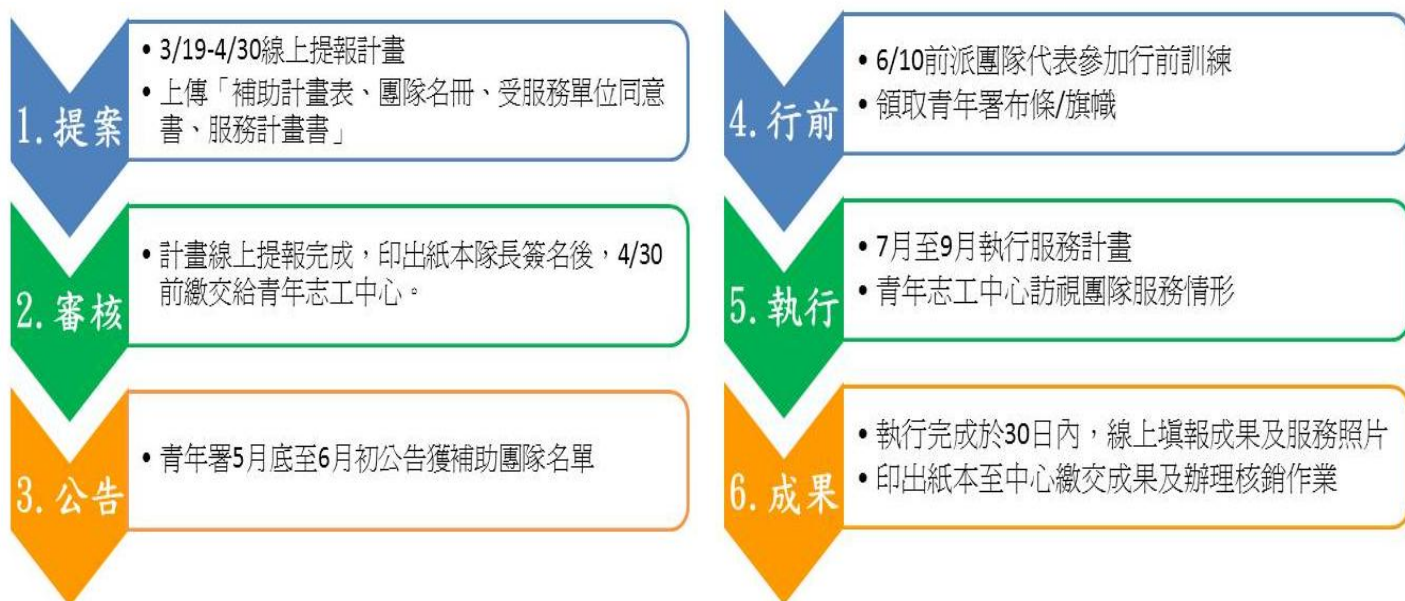 1.提案
• 3/19-4/30線上提報計畫
• 上傳「補助計畫表、團隊名冊、受服務單位同意
書、服務計畫書」
2.審核
• 計畫線上提報完成，印出紙本隊長簽名後，4/30
前繳交給青年志工中心。
3.公告
• 青年署5月底至6月初公告獲補助團隊名單
4.行前
• 6/10前派團隊代表參加行前訓練
• 領取青年署布條/旗幟
5.執行
• 7月至9月執行服務計畫
• 青年志工中心訪視團隊服務情形
6.成果
• 執行完成於30日內，線上填報成果及服務照片
• 印出紙本至中心繳交成果及辦理核銷作業